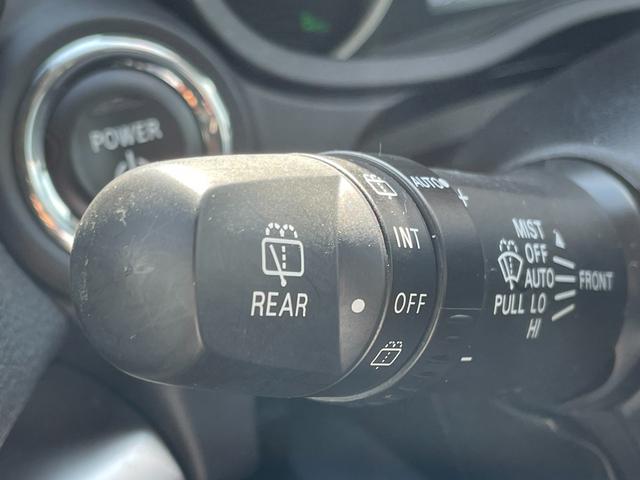 POWER
REAR
AUTO
INT
OFF
+
-
MIST
OFF
AUTO
PULL LO
HI
FRONT